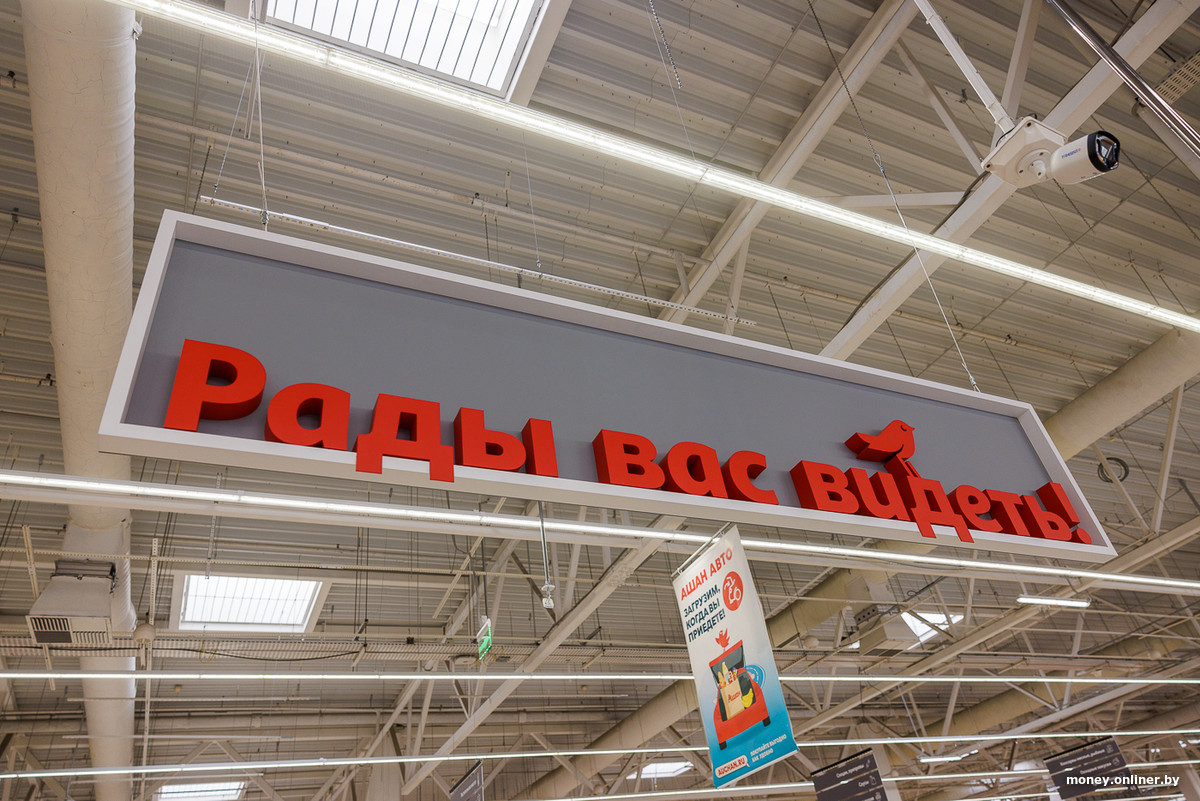 Рады вас видеть!
АШАН АВТО
ЗАГРУЗИМ,
КОГДА ВЫ
ПРИЕДЕТЕ!
AUCHAN.RU
money.onliner.by